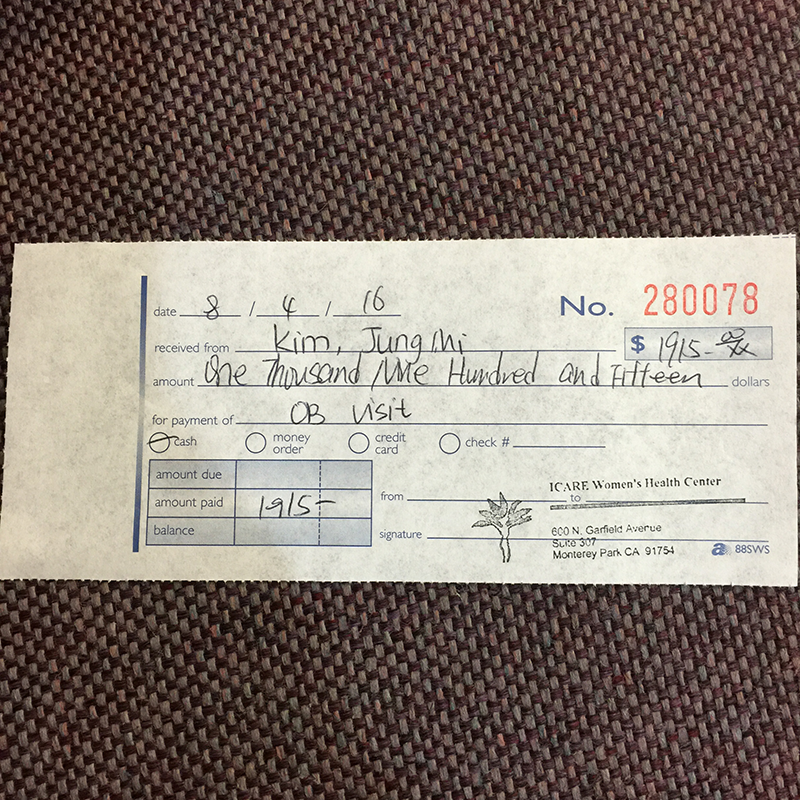 date 8 / 4 / 16 No. 280078
received from Kim, Jung Mi $ 1915- 00/xx
amount One Thousand Nine Hundred and Fifteen dollars
for payment of OB visit
cash money order credit card check #
amount due
amount paid 1915-
balance
from to
signature
ICARE Women's Health Center
600 N. Garfield Avenue
Suite 307
Monterey Park CA 91754
a 88SWS